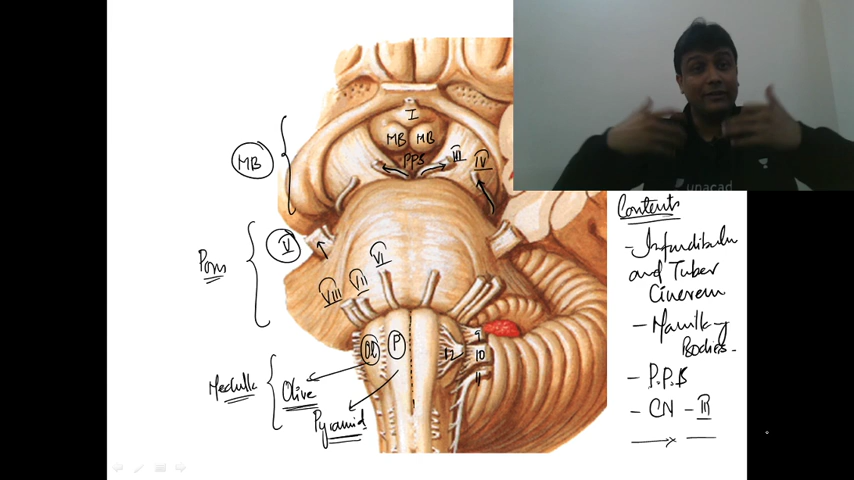 I
MB MB
PPS
III
IV
MB
V
Pons
VI
VII
VIII
P
9
12
10
11
Medulla
Olive
Pyramid
unacad
Contents
- Infundibulum
and Tuber
Cinereum
- Mamillary
Bodies -
- P.P.S
- CN - III